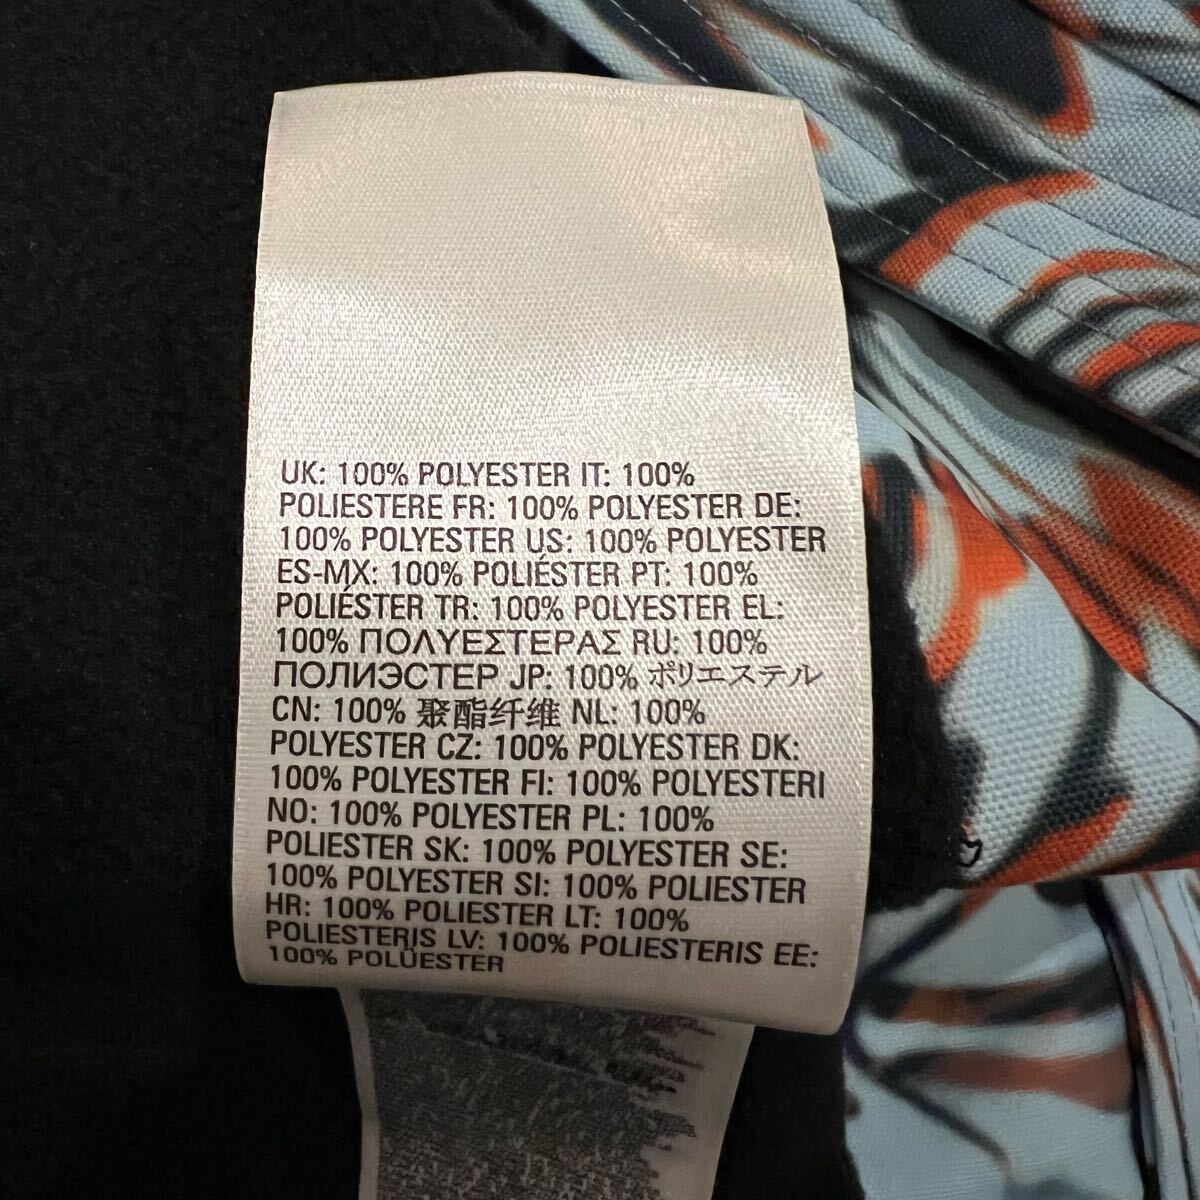 UK: 100% POLYESTER IT: 100%
POLIESTERE FR: 100% POLYESTER DE:
100% POLYESTER US: 100% POLYESTER
ES-MX: 100% POLIÉSTER PT: 100%
POLIÉSTER TR: 100% POLYESTER EL:
100% ΠΟΛΥΕΣΤΕΡΑΣ RU: 100%
ПОЛИЭСТЕР JP: 100% ポリエステル
CN: 100% 聚酯纤维 NL: 100%
POLYESTER CZ: 100% POLYESTER DK:
100% POLYESTER FI: 100% POLYESTERI
NO: 100% POLYESTER PL: 100%
POLIESTER SK: 100% POLYESTER SE:
100% POLYESTER SI: 100% POLIESTER
HR: 100% POLIESTER LT: 100%
POLIESTERIS LV: 100% POLIESTERIS EE:
100% POLÜESTER